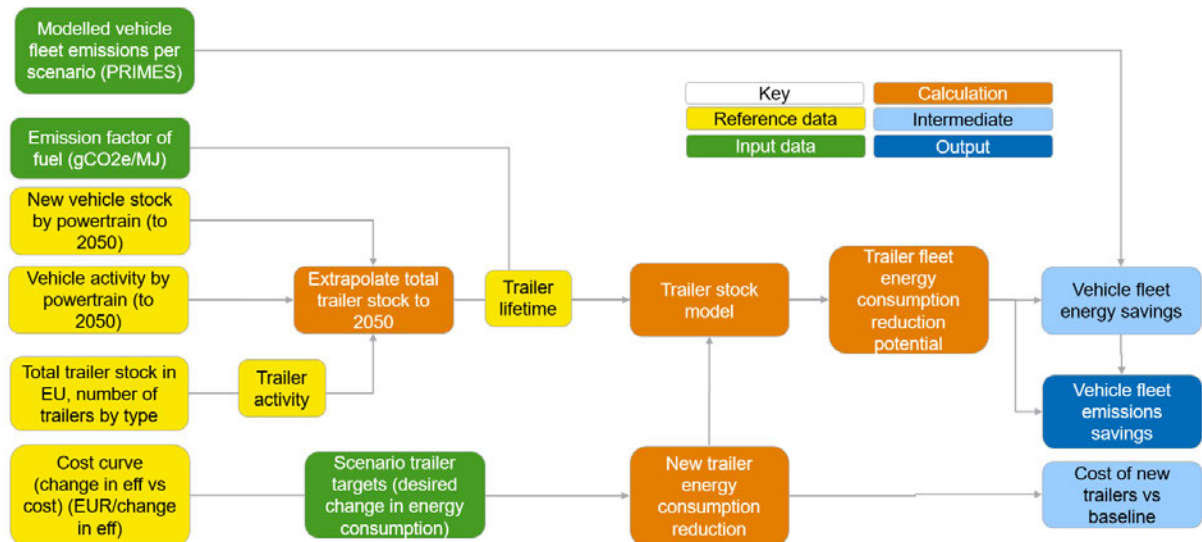 Modelled vehicle
fleet emissions per
scenario (PRIMES)
Key
Calculation
Reference data
Intermediate
Input data
Output
Emission factor of
fuel (gCO2e/MJ)
New vehicle stock
by powertrain (to
2050)
Vehicle activity by
powertrain (to
2050)
Extrapolate total
trailer stock to
2050
Trailer
lifetime
Trailer stock
model
Trailer fleet
energy
consumption
reduction
potential
Vehicle fleet
energy savings
Total trailer stock in
EU, number of
trailers by type
Trailer
activity
Vehicle fleet
emissions
savings
Cost curve
(change in eff vs
cost) (EUR/change
in eff)
Scenario trailer
targets (desired
change in energy
consumption)
New trailer
energy
consumption
reduction
Cost of new
trailers vs
baseline